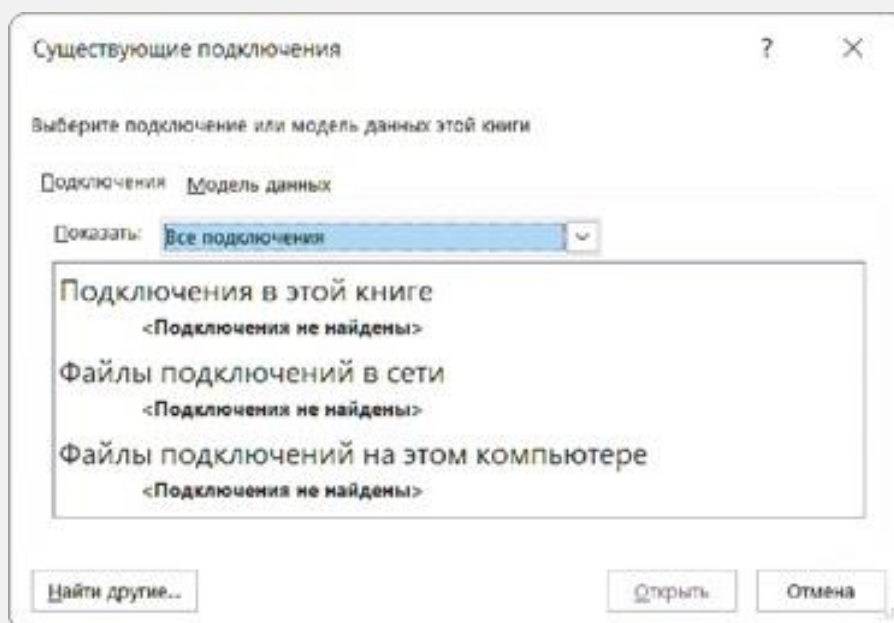 Существующие подключения
?
Выберите подключение или модель данных этой книги
Подключения Модель данных
Показать: Все подключения
Подключения в этой книге
<Подключения не найдены>
Файлы подключений в сети
<Подключения не найдены>
Файлы подключений на этом компьютере
<Подключения не найдены>
Найти другие... Открыть Отмена